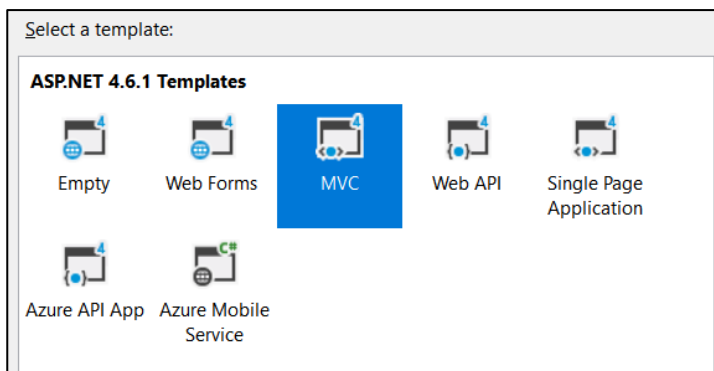 Select a template:
ASP.NET 4.6.1 Templates
4 4 4 4 4
Empty Web Forms MVC Web API Single Page
Application
4 C#
Azure API App Azure Mobile
Service